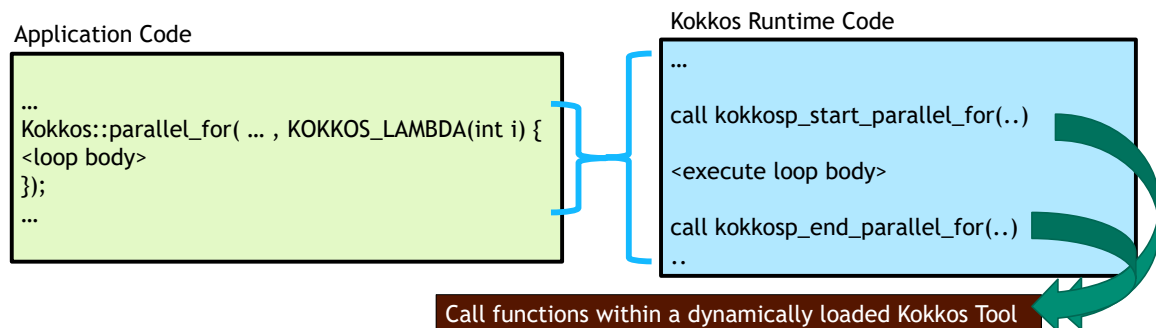 Application Code
…
Kokkos::parallel_for( … , KOKKOS_LAMBDA(int i) {
<loop body>
});
…
Kokkos Runtime Code
…
call kokkosp_start_parallel_for(..)
<execute loop body>
call kokkosp_end_parallel_for(..)
..
Call functions within a dynamically loaded Kokkos Tool